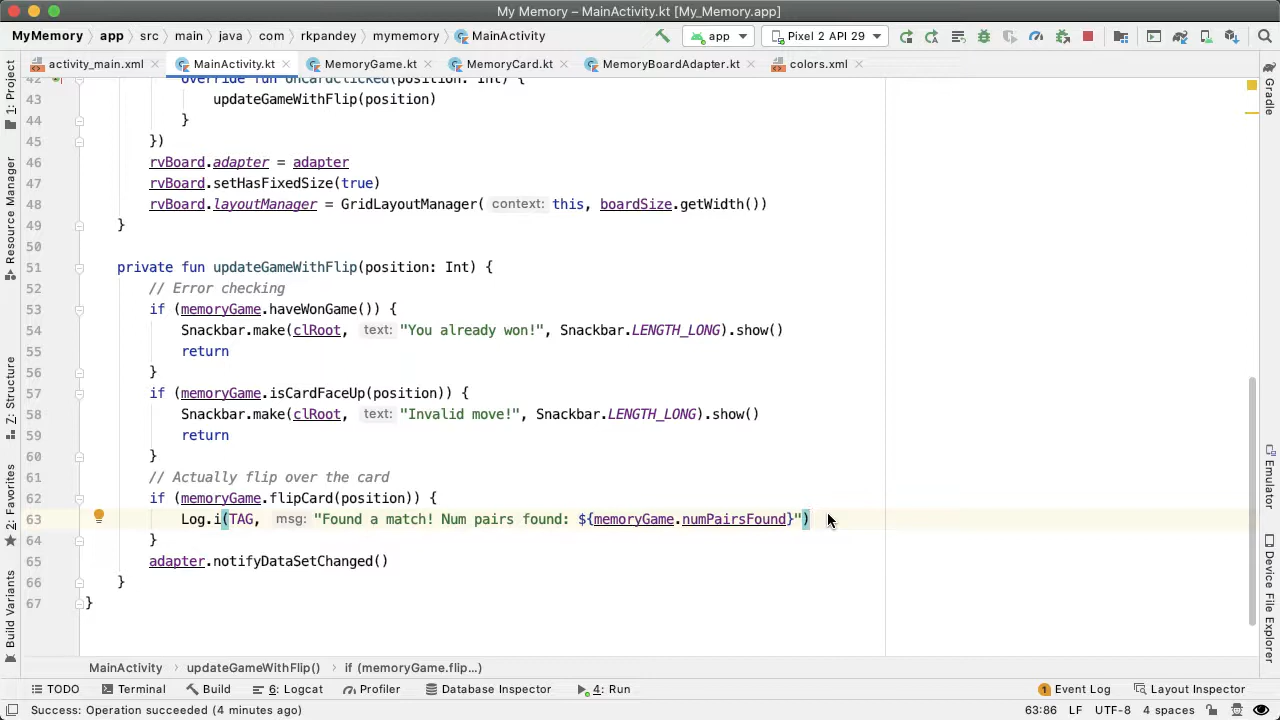 My Memory – MainActivity.kt [My_Memory.app]
MyMemory app src main java com rkpandey mymemory MainActivity app Pixel 2 API 29
activity_main.xml MainActivity.kt MemoryGame.kt MemoryCard.kt MemoryBoardAdapter.kt colors.xml
1: Project
Resource Manager
Z: Structure
2: Favorites
Build Variants
42 override fun onCardClicked(position: Int) {
43 updateGameWithFlip(position)
44 }
45 })
46 rvBoard.adapter = adapter
47 rvBoard.setHasFixedSize(true)
48 rvBoard.layoutManager = GridLayoutManager( context: this, boardSize.getWidth())
49 }
50
51 private fun updateGameWithFlip(position: Int) {
52 // Error checking
53 if (memoryGame.haveWonGame()) {
54 Snackbar.make(clRoot, text: "You already won!", Snackbar.LENGTH_LONG).show()
55 return
56 }
57 if (memoryGame.isCardFaceUp(position)) {
58 Snackbar.make(clRoot, text: "Invalid move!", Snackbar.LENGTH_LONG).show()
59 return
60 }
61 // Actually flip over the card
62 if (memoryGame.flipCard(position)) {
63 Log.i(TAG, msg: "Found a match! Num pairs found: ${memoryGame.numPairsFound}")
64 }
65 adapter.notifyDataSetChanged()
66 }
67 }
Gradle
Emulator
Device File Explorer
MainActivity updateGameWithFlip() if (memoryGame.flip...)
TODO Terminal Build 6: Logcat Profiler Database Inspector 4: Run 1 Event Log Layout Inspector
Success: Operation succeeded (4 minutes ago) 63:86 LF UTF-8 4 spaces